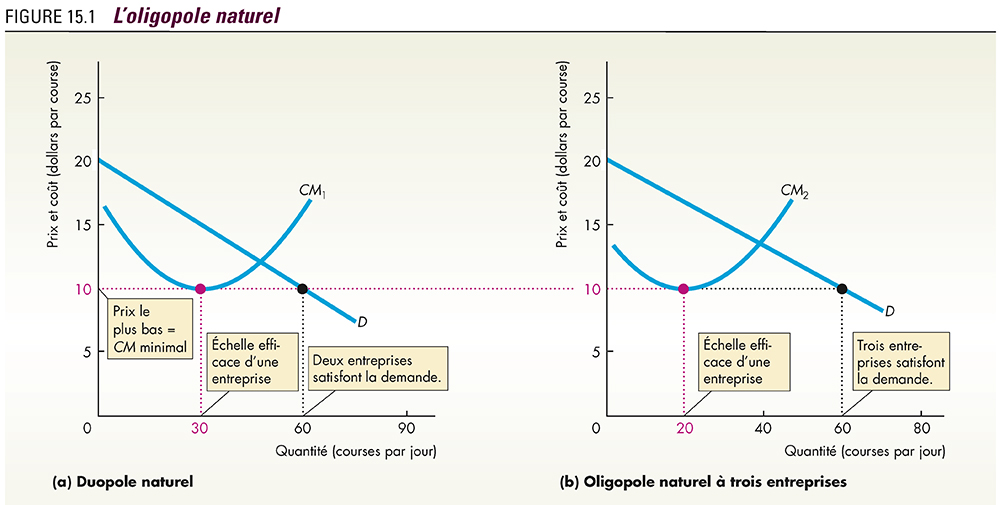 FIGURE 15.1 L'oligopole naturel
Prix et coût (dollars par course)
25
20
15
10
5
0
30
60
90
CM1
D
Prix le
plus bas =
CM minimal
Échelle effi-
cace d'une
entreprise
Deux entreprises
satisfont la demande.
Quantité (courses par jour)
(a) Duopole naturel
Prix et coût (dollars par course)
25
20
15
10
5
0
20
40
60
80
CM2
D
Échelle effi-
cace d'une
entreprise
Trois entre-
prises satisfont
la demande.
Quantité (courses par jour)
(b) Oligopole naturel à trois entreprises